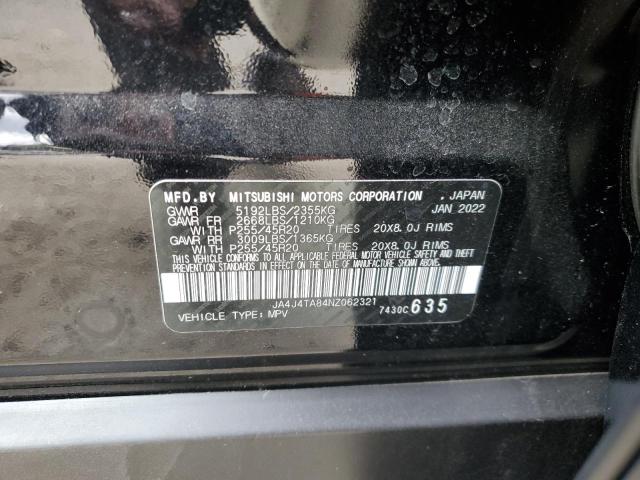 MFD.BY MITSUBISHI MOTORS CORPORATION . JAPAN
GVWR 5192LBS/2355KG JAN 2022
GAWR FR 2668LBS/1210KG
WITH P255/45R20 TIRES 20X8.0J RIMS
GAWR RR 3009LBS/1365KG
WITH P255/45R20 TIRES 20X8.0J RIMS
THIS VEHICLE CONFORMS TO ALL APPLICABLE FEDERAL MOTOR VEHICLE SAFETY AND THEFT
PREVENTION STANDARDS IN EFFECT ON THE DATE OF MANUFACTURE SHOWN ABOVE.
JA4J4TA84NZ062321
VEHICLE TYPE: MPV 7430C 635